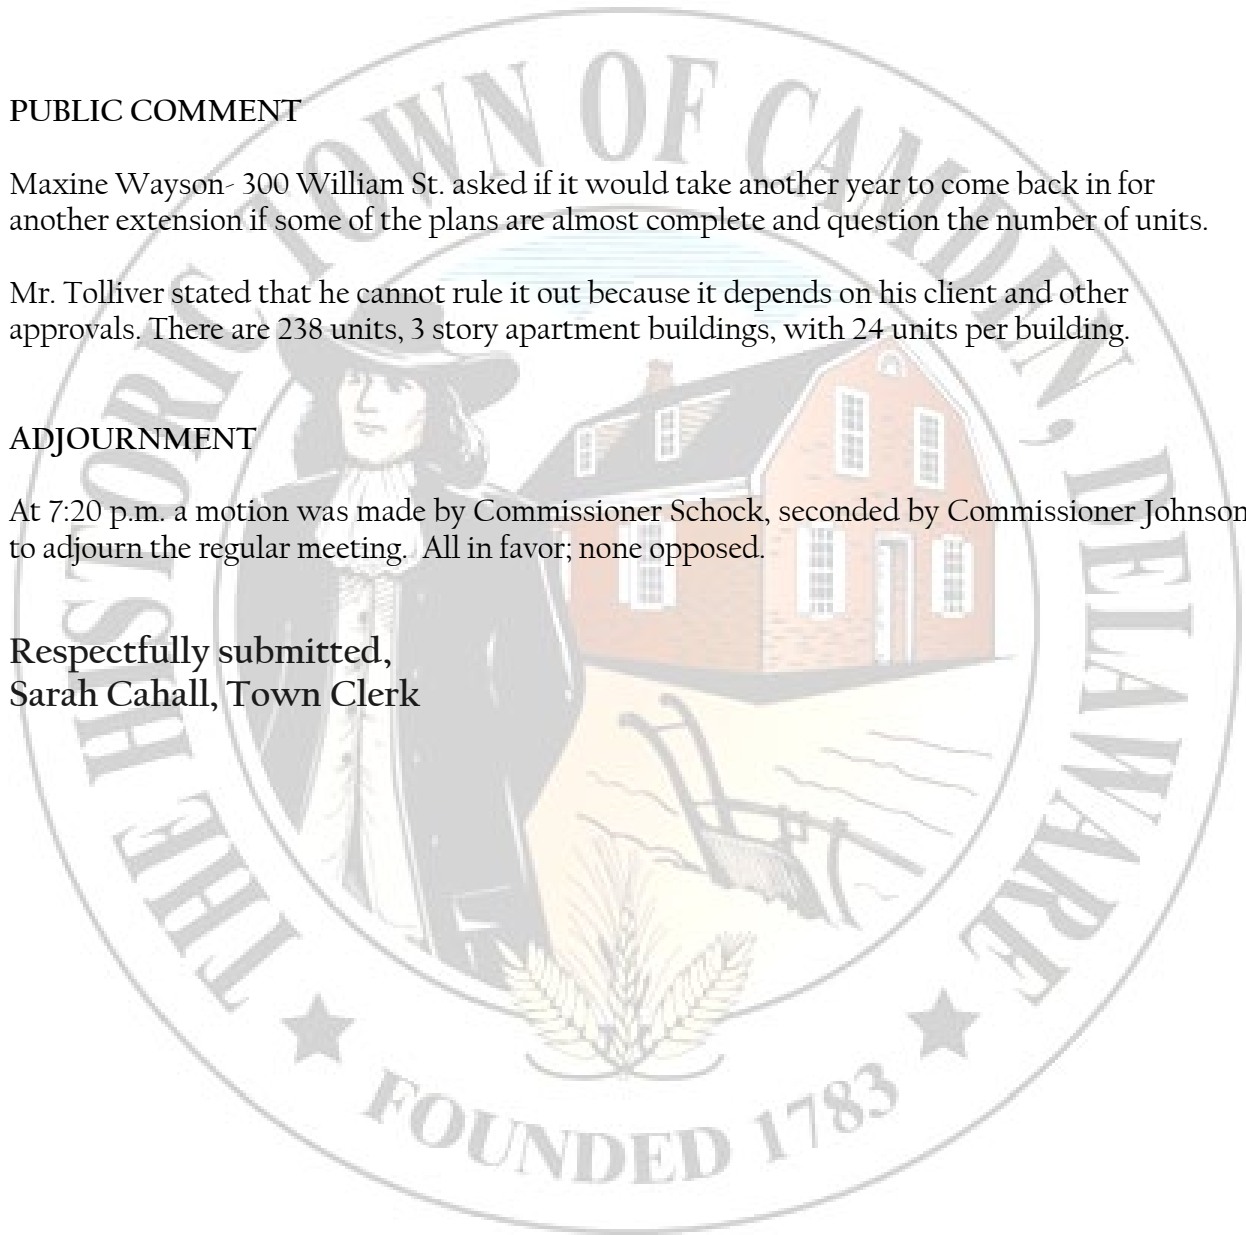 PUBLIC COMMENT
Maxine Wayson- 300 William St. asked if it would take another year to come back in for
another extension if some of the plans are almost complete and question the number of units.
Mr. Tolliver stated that he cannot rule it out because it depends on his client and other
approvals. There are 238 units, 3 story apartment buildings, with 24 units per building.
ADJOURNMENT
At 7:20 p.m. a motion was made by Commissioner Schock, seconded by Commissioner Johnson
to adjourn the regular meeting.  All in favor; none opposed.
Respectfully submitted,
Sarah Cahall, Town Clerk
THE HISTORIC TOWN OF CAMDEN, DELAWARE
FOUNDED 1783